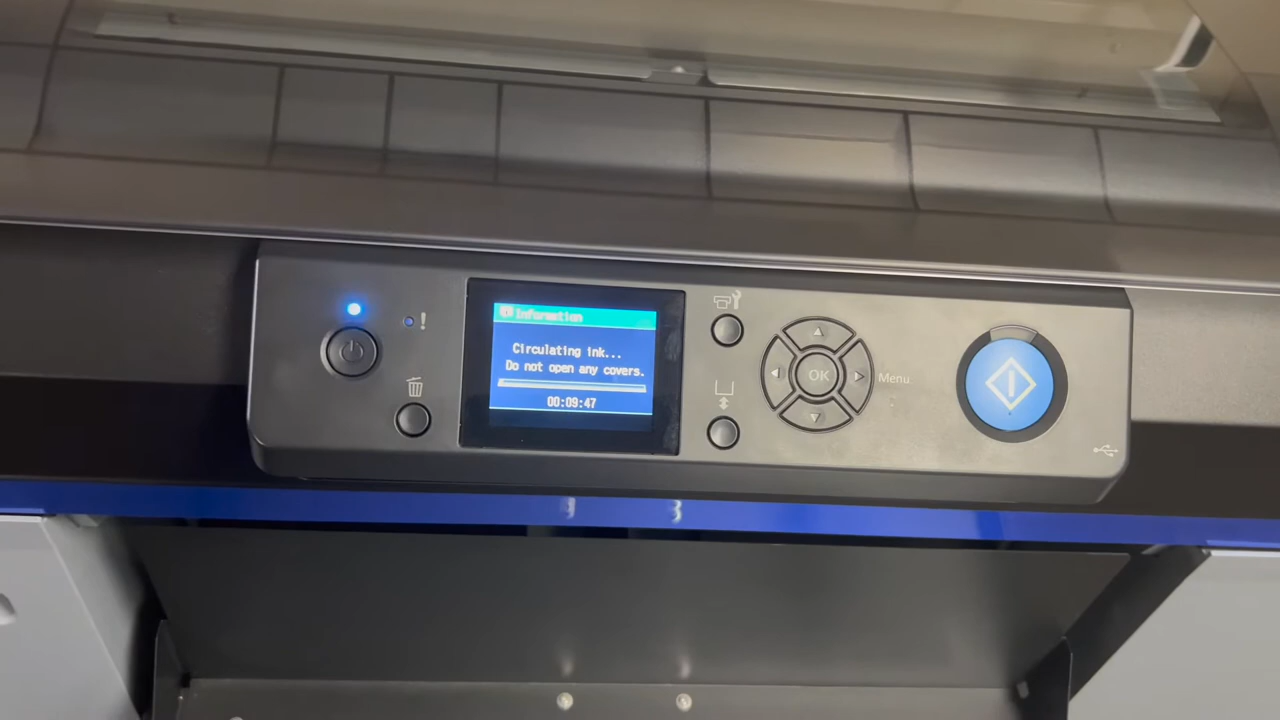 Information
Circulating ink...
Do not open any covers.
00:09:47
!
OK
Menu